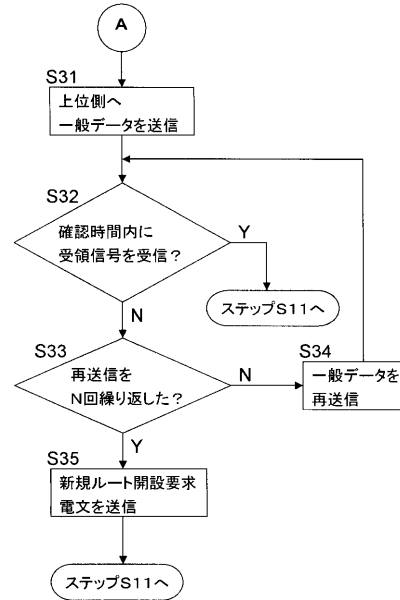 A
S31
上位側へ
一般データを送信
S32
確認時間内に
受領信号を受信？
Y
ステップS11へ
N
S33
再送信を
N回繰り返した？
N
S34
一般データを
再送信
Y
S35
新規ルート開設要求
電文を送信
ステップS11へ